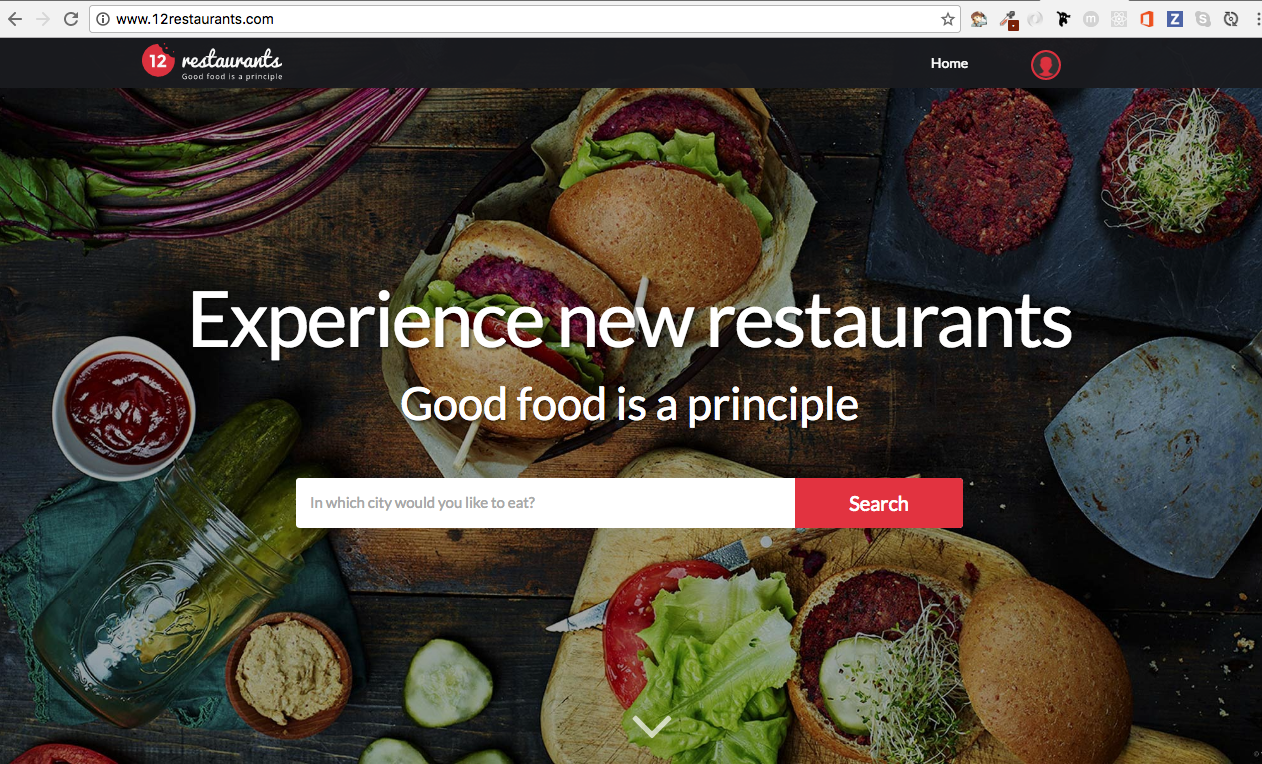 www.12restaurants.com
12 restaurants
Good food is a principle
Home
Experience new restaurants
Good food is a principle
In which city would you like to eat?
Search